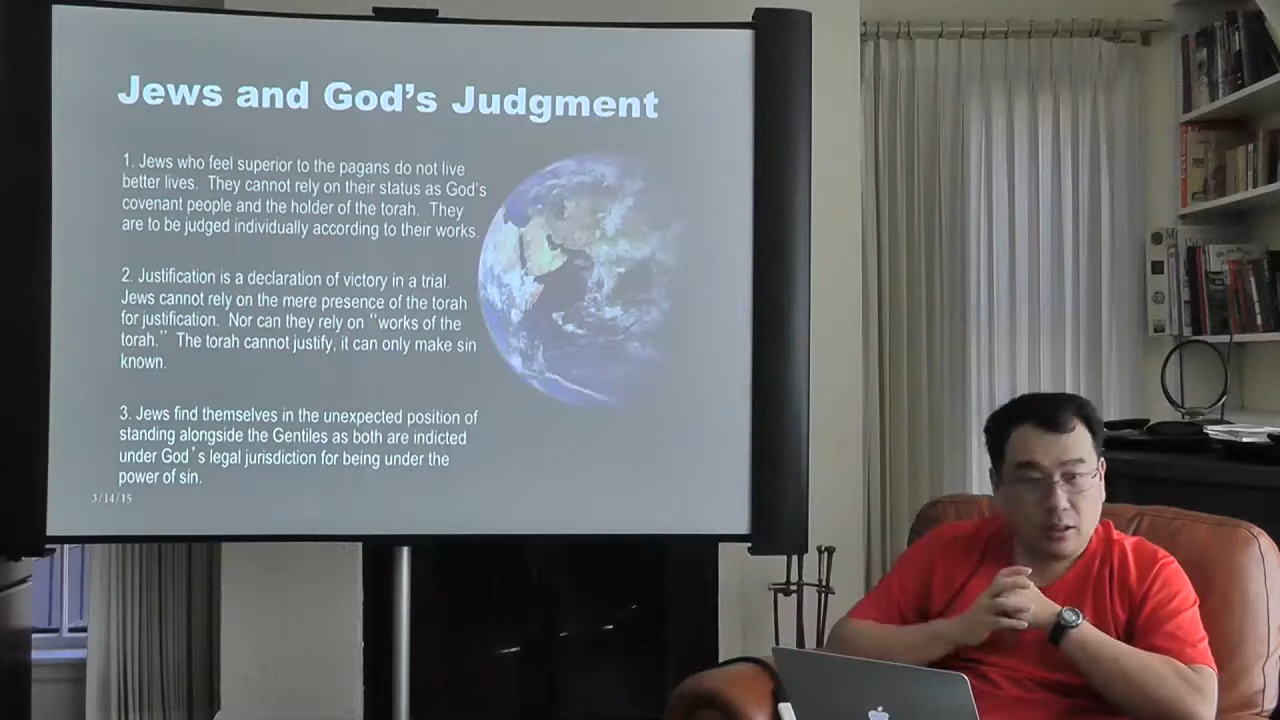 Jews and God's Judgment
1. Jews who feel superior to the pagans do not live
better lives. They cannot rely on their status as God's
covenant people and the holder of the torah. They
are to be judged individually according to their works.
2. Justification is a declaration of victory in a trial.
Jews cannot rely on the mere presence of the torah
for justification. Nor can they rely on "works of the
torah." The torah cannot justify, it can only make sin
known.
3. Jews find themselves in the unexpected position of
standing alongside the Gentiles as both are indicted
under God's legal jurisdiction for being under the
power of sin.
3/14/15